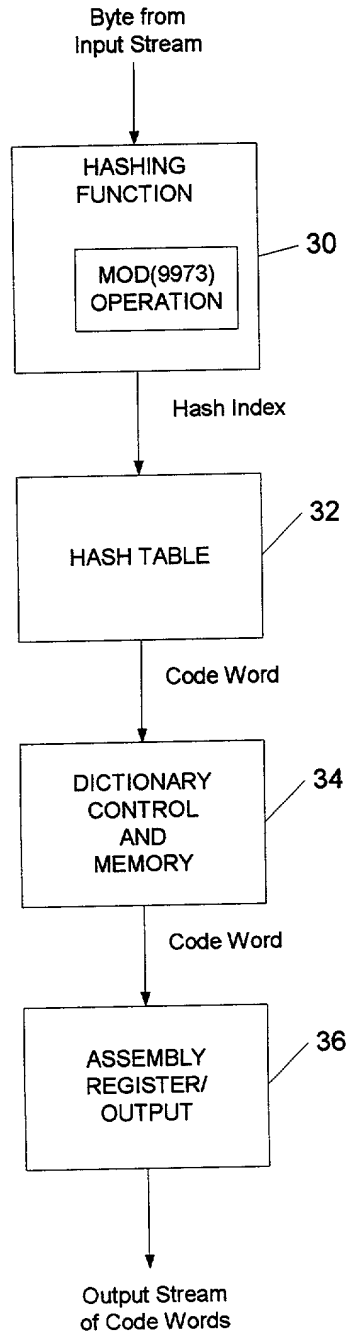 Byte from
Input Stream
HASHING
FUNCTION
30
MOD(9973)
OPERATION
Hash Index
32
HASH TABLE
Code Word
34
DICTIONARY
CONTROL
AND
MEMORY
Code Word
36
ASSEMBLY
REGISTER/
OUTPUT
Output Stream
of Code Words